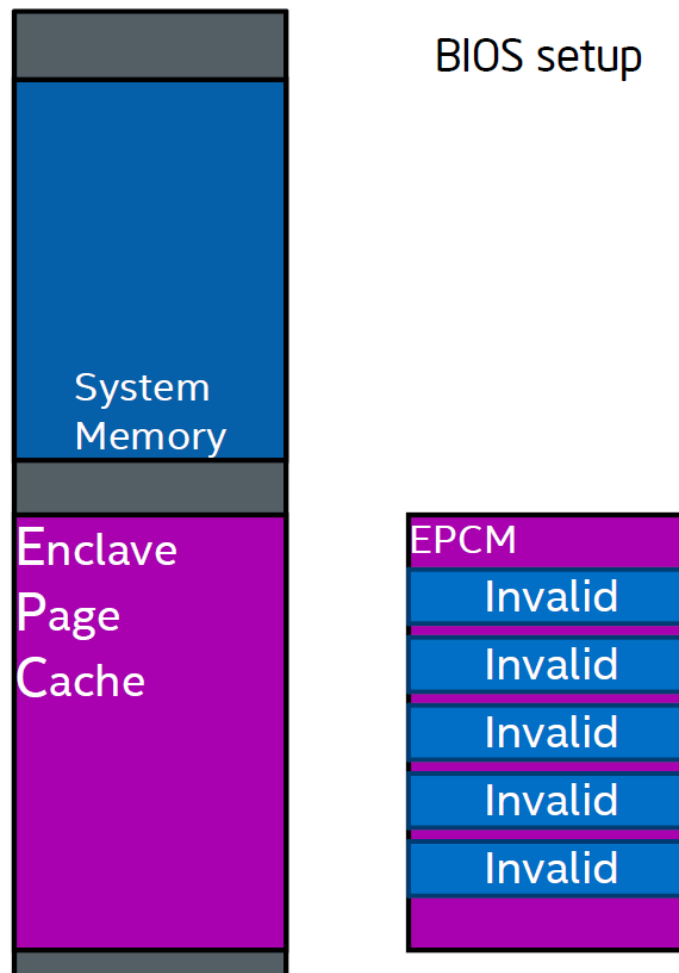 BIOS setup
System
Memory
Enclave
Page
Cache
EPCM
Invalid
Invalid
Invalid
Invalid
Invalid